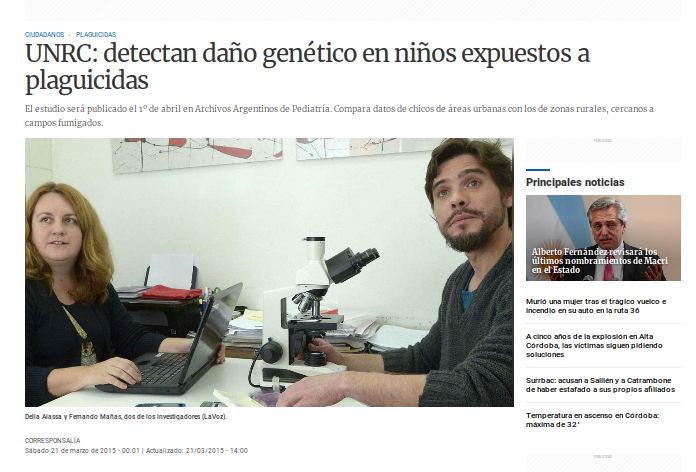 CIUDADANOS - PLAGUICIDAS
UNRC: detectan daño genético en niños expuestos a
plaguicidas
El estudio será publicado el 1º de abril en Archivos Argentinos de Pediatría. Compara datos de chicos de áreas urbanas con los de zonas rurales, cercanos a
campos fumigados.
Delia Aiassa y Fernando Mañas, dos de los investigadores (LaVoz).
CORRESPONSALÍA
Sábado 21 de marzo de 2015 - 00:01 | Actualizado: 21/03/2015 - 14:00
PUBLICIDAD
Principales noticias
Alberto Fernández revisará los
últimos nombramientos de Macri
en el Estado
Murió una mujer tras el trágico vuelco e
incendio en su auto en la ruta 36
A cinco años de la explosión en Alta
Córdoba, las víctimas siguen pidiendo
soluciones
Surrbac: acusan a Saillén y a Catrambone
de haber estafado a sus propios afiliados
Temperatura en ascenso en Córdoba:
máxima de 32°
PUBLICIDAD